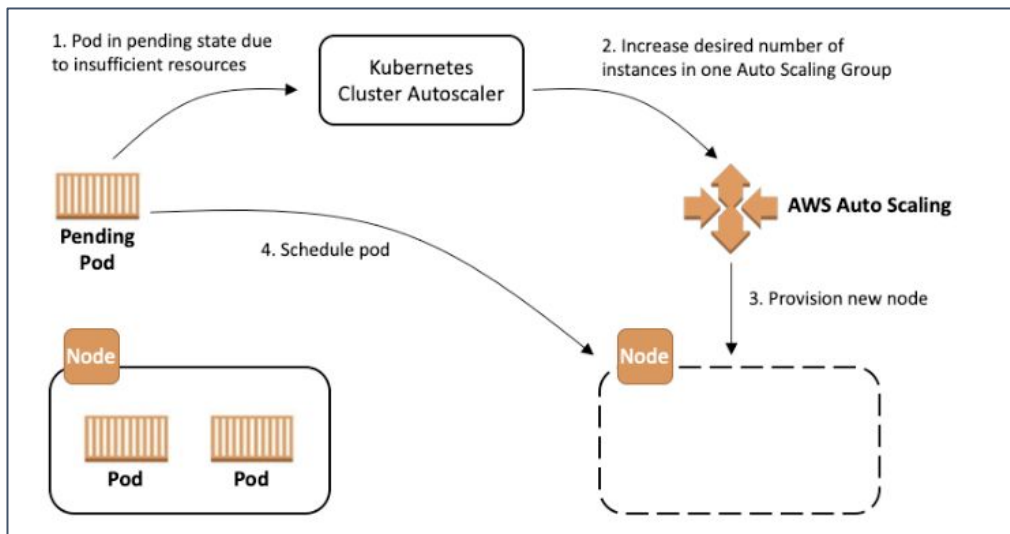 1. Pod in pending state due
to insufficient resources
Kubernetes
Cluster Autoscaler
2. Increase desired number of
instances in one Auto Scaling Group
Pending
Pod
AWS Auto Scaling
4. Schedule pod
3. Provision new node
Node
Pod
Pod
Node